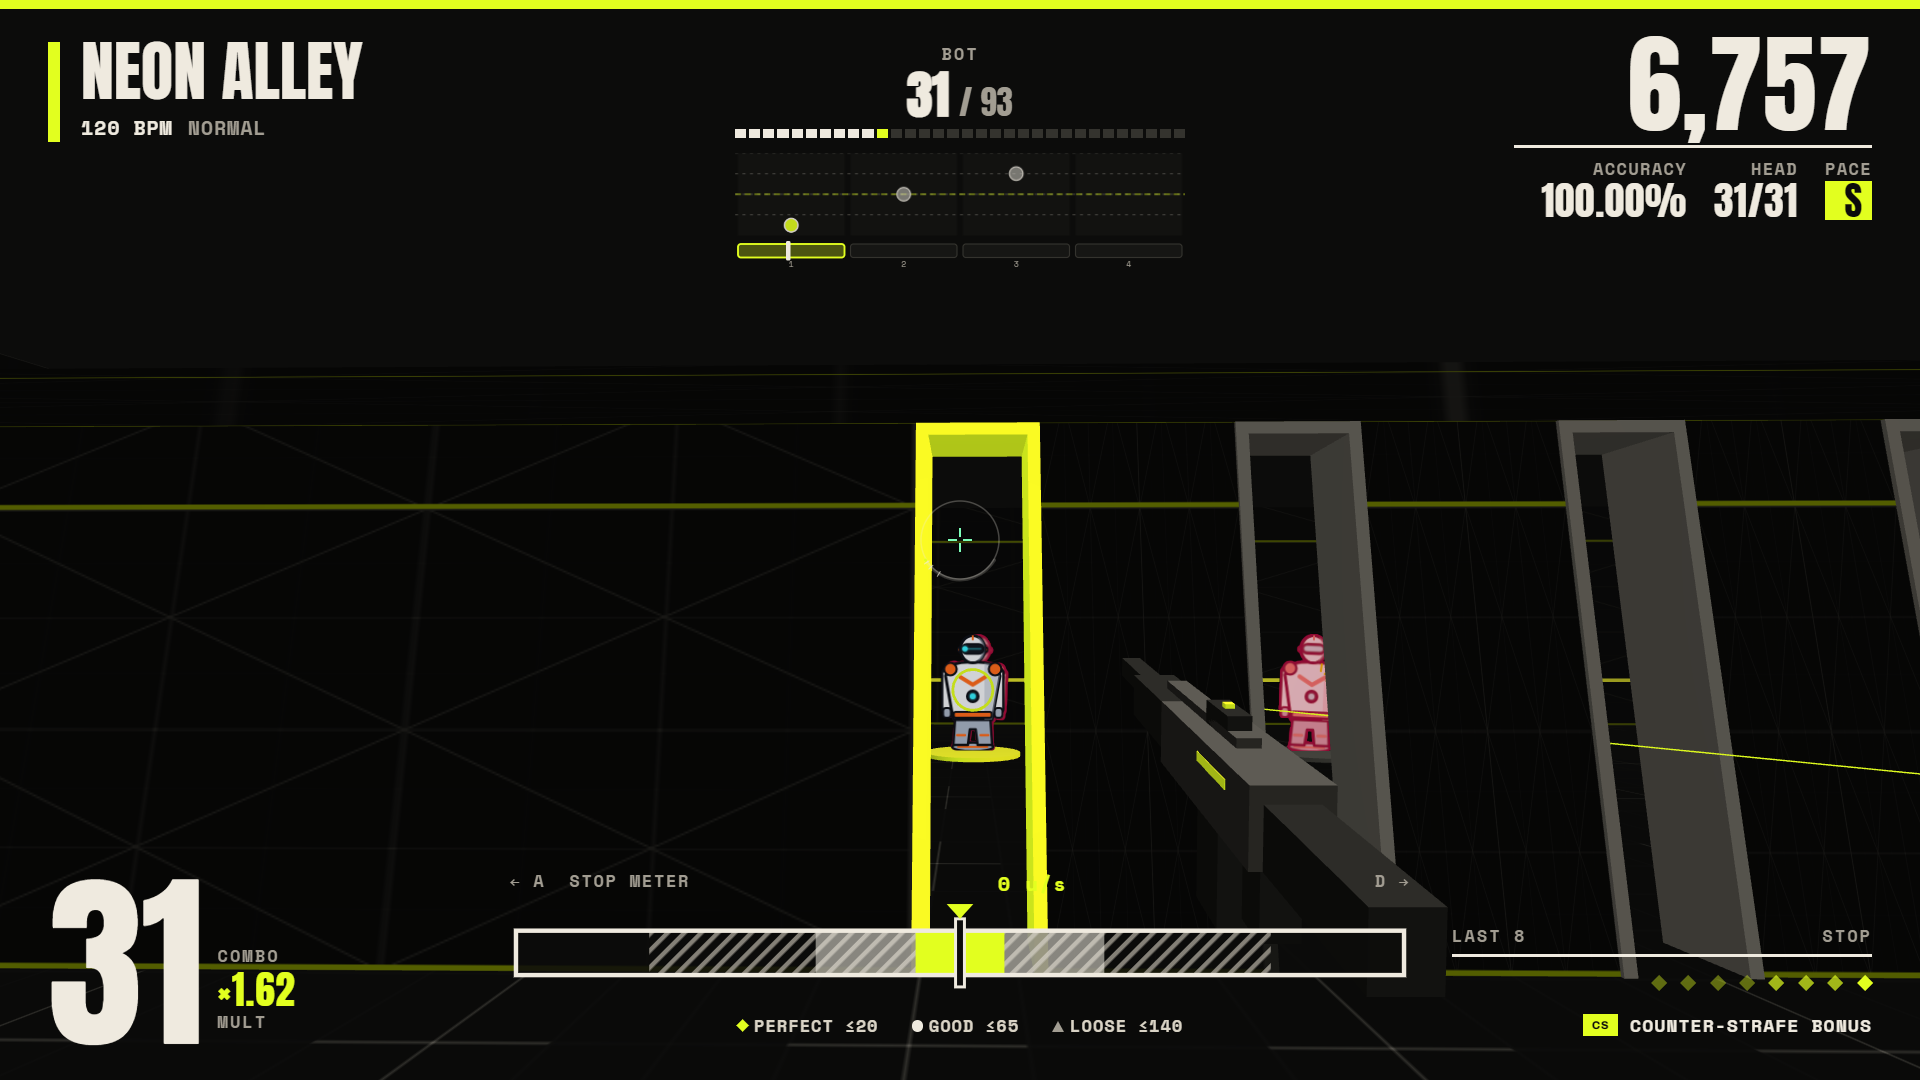 NEON ALLEY
120 BPM NORMAL
BOT
31 / 93
1 2 3 4
6,757
ACCURACY HEAD PACE
100.00% 31/31 S
← A STOP METER
0 u/s
D →
31
COMBO
×1.62
MULT
PERFECT ≤20 GOOD ≤65 LOOSE ≤140
LAST 8 STOP
CS COUNTER-STRAFE BONUS